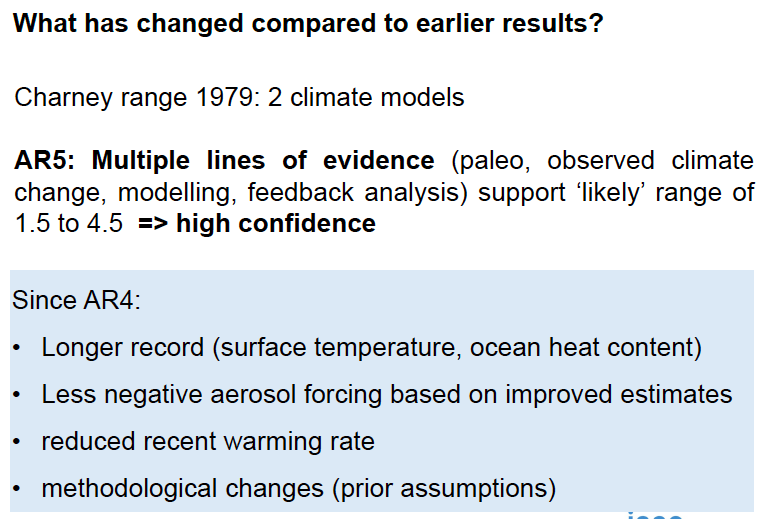 What has changed compared to earlier results?
Charney range 1979: 2 climate models
AR5: Multiple lines of evidence (paleo, observed climate
change, modelling, feedback analysis) support ‘likely’ range of
1.5 to 4.5 => high confidence
Since AR4:
• Longer record (surface temperature, ocean heat content)
• Less negative aerosol forcing based on improved estimates
• reduced recent warming rate
• methodological changes (prior assumptions)